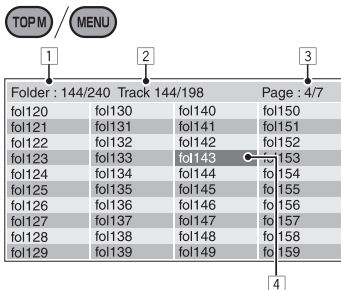 TOP M / MENU
1 2 3
Folder : 144/240 Track 144/198 Page : 4/7
fol120 fol130 fol140 fol150
fol121 fol131 fol141 fol151
fol122 fol132 fol142 fol152
fol123 fol133 fol143 fol153
fol124 fol134 fol144 fol154
fol125 fol135 fol145 fol155
fol126 fol136 fol146 fol156
fol127 fol137 fol147 fol157
fol128 fol138 fol148 fol158
fol129 fol139 fol149 fol159
4